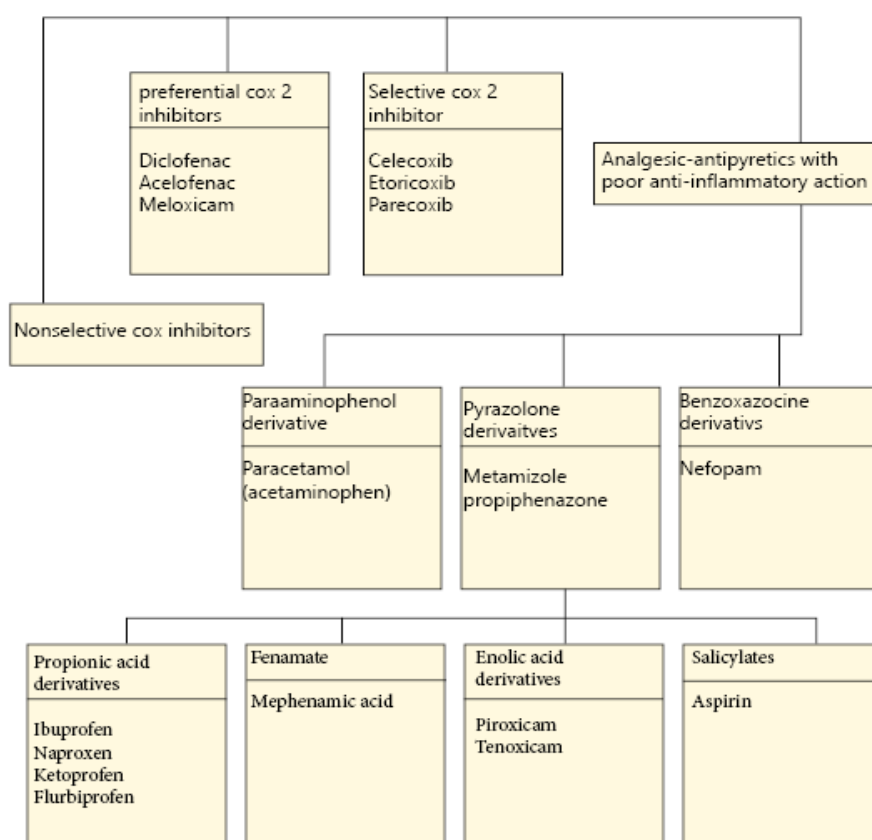 preferential cox 2
inhibitors
Diclofenac
Acelofenac
Meloxicam
Selective cox 2
inhibitor
Celecoxib
Etoricoxib
Parecoxib
Analgesic-antipyretics with
poor anti-inflammatory action
Nonselective cox inhibitors
Paraaminophenol
derivative
Paracetamol
(acetaminophen)
Pyrazolone
derivaitves
Metamizole
propiphenazone
Benzoxazocine
derivativs
Nefopam
Propionic acid
derivatives
Ibuprofen
Naproxen
Ketoprofen
Flurbiprofen
Fenamate
Mephenamic acid
Enolic acid
derivatives
Piroxicam
Tenoxicam
Salicylates
Aspirin